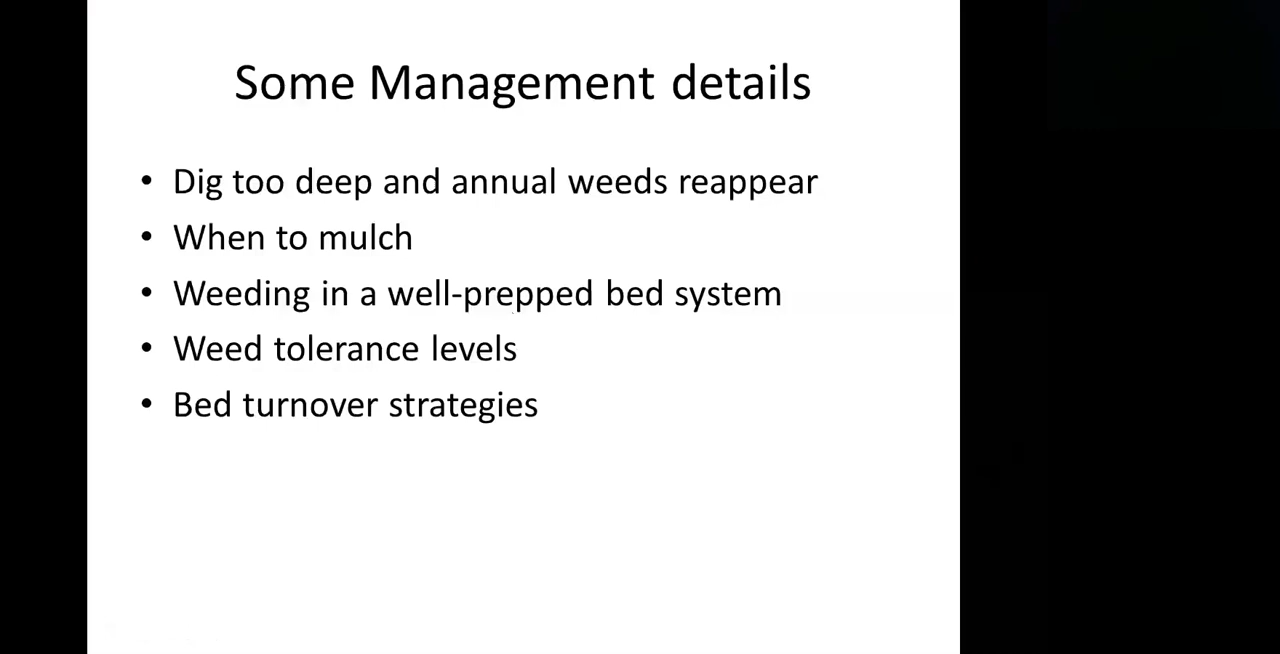 Some Management details
• Dig too deep and annual weeds reappear
• When to mulch
• Weeding in a well-prepped bed system
• Weed tolerance levels
• Bed turnover strategies